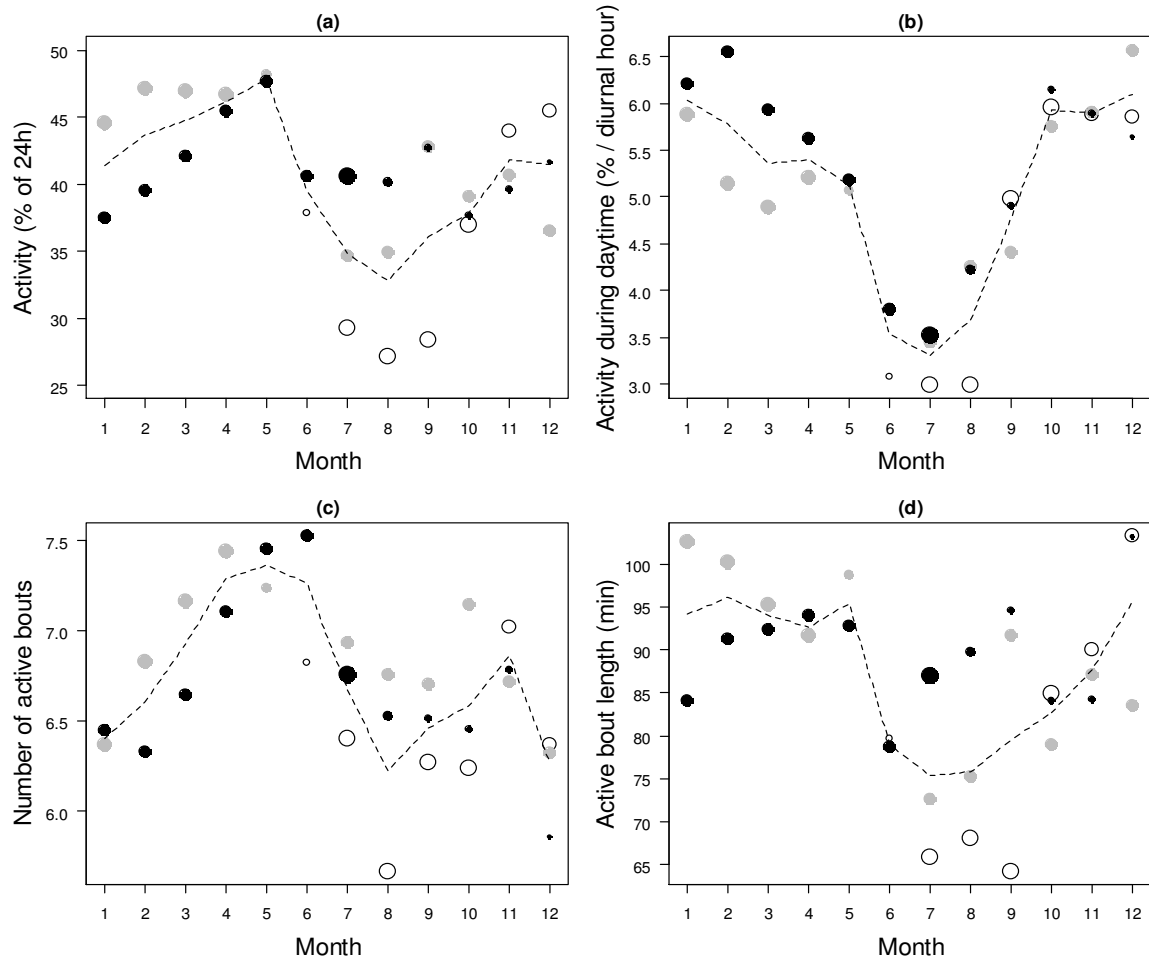 (a)
Activity (% of 24h)
50
45
40
35
30
25
1 2 3 4 5 6 7 8 9 10 11 12
Month
(b)
Activity during daytime (% / diurnal hour)
6.5
6.0
5.5
5.0
4.5
4.0
3.5
3.0
1 2 3 4 5 6 7 8 9 10 11 12
Month
(c)
Number of active bouts
7.5
7.0
6.5
6.0
1 2 3 4 5 6 7 8 9 10 11 12
Month
(d)
Active bout length (min)
100
95
90
85
80
75
70
65
1 2 3 4 5 6 7 8 9 10 11 12
Month